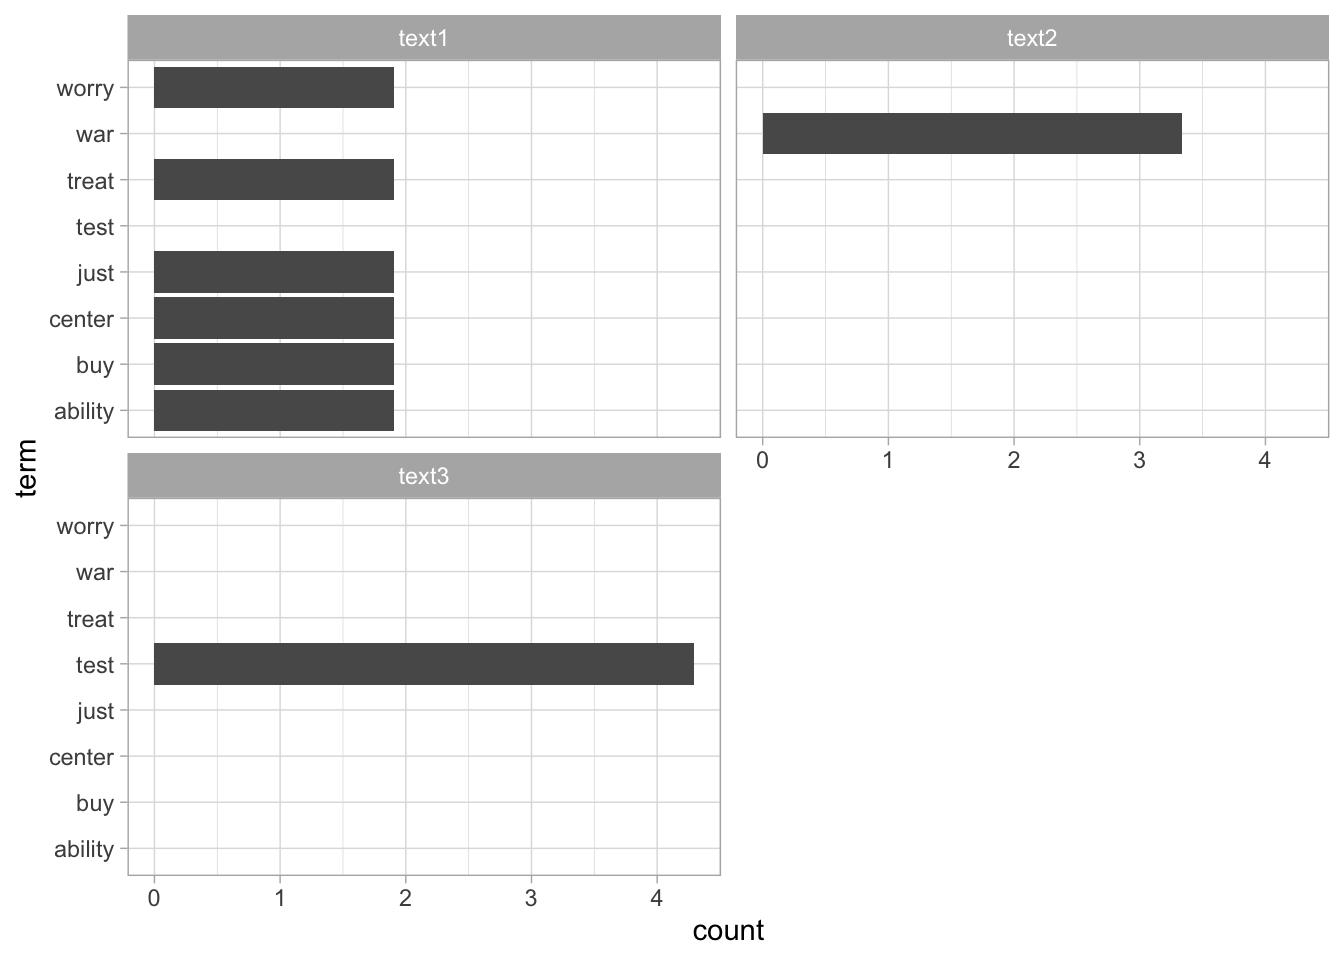 text1
text2
worry
war
treat
test
just
center
buy
ability
0 1 2 3 4
term
text3
worry
war
treat
test
just
center
buy
ability
0 1 2 3 4
count